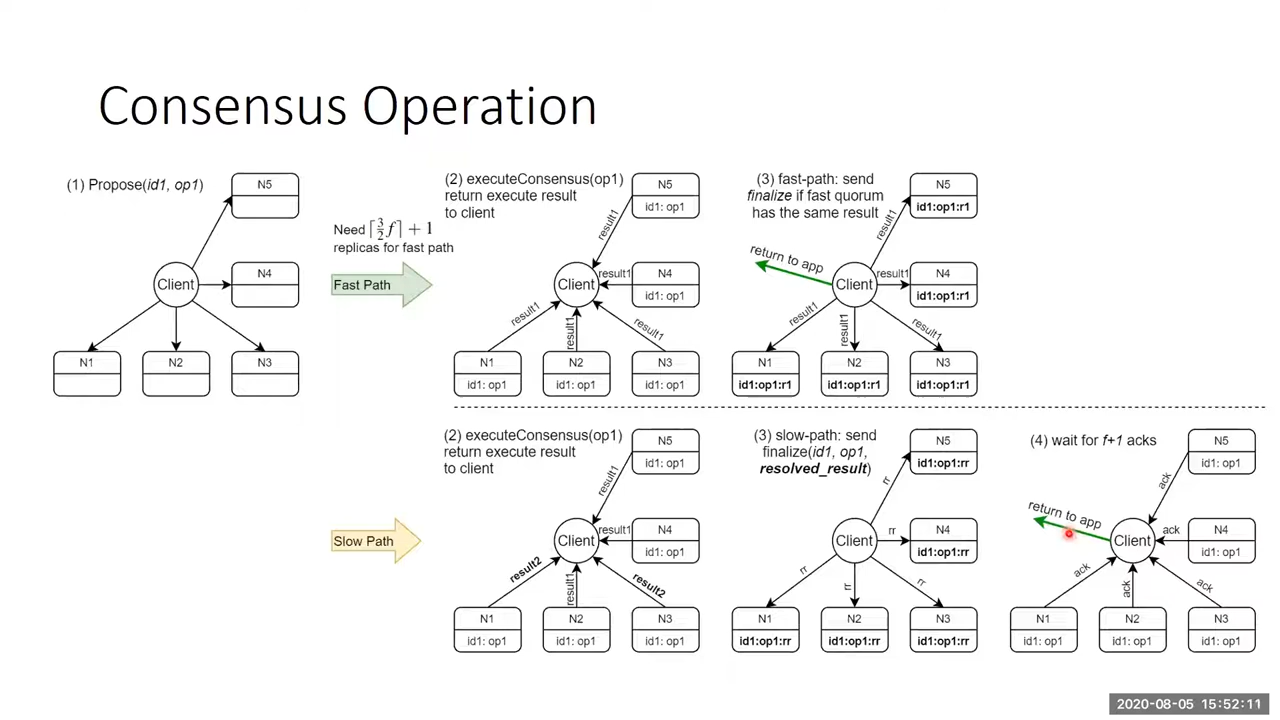 Consensus Operation
(1) Propose(id1, op1)
N5
N4
Client
N1
N2
N3
Need ⌈3/2 f⌉ + 1
replicas for fast path
Fast Path
(2) executeConsensus(op1)
return execute result
to client
N5
id1: op1
result1
N4
id1: op1
result1
Client
result1
result1
result1
N1
id1: op1
N2
id1: op1
N3
id1: op1
(3) fast-path: send
finalize if fast quorum
has the same result
N5
id1:op1:r1
result1
return to app
N4
id1:op1:r1
result1
Client
result1
result1
result1
N1
id1:op1:r1
N2
id1:op1:r1
N3
id1:op1:r1
Slow Path
(2) executeConsensus(op1)
return execute result
to client
N5
id1: op1
result1
N4
id1: op1
result1
Client
result2
result1
result2
N1
id1: op1
N2
id1: op1
N3
id1: op1
(3) slow-path: send
finalize(id1, op1,
resolved_result)
N5
id1:op1:rr
rr
N4
id1:op1:rr
rr
Client
rr
rr
rr
N1
id1:op1:rr
N2
id1:op1:rr
N3
id1:op1:rr
(4) wait for f+1 acks
N5
id1: op1
ack
return to app
N4
id1: op1
ack
Client
ack
ack
ack
N1
id1: op1
N2
id1: op1
N3
id1: op1
2020-08-05 15:52:11